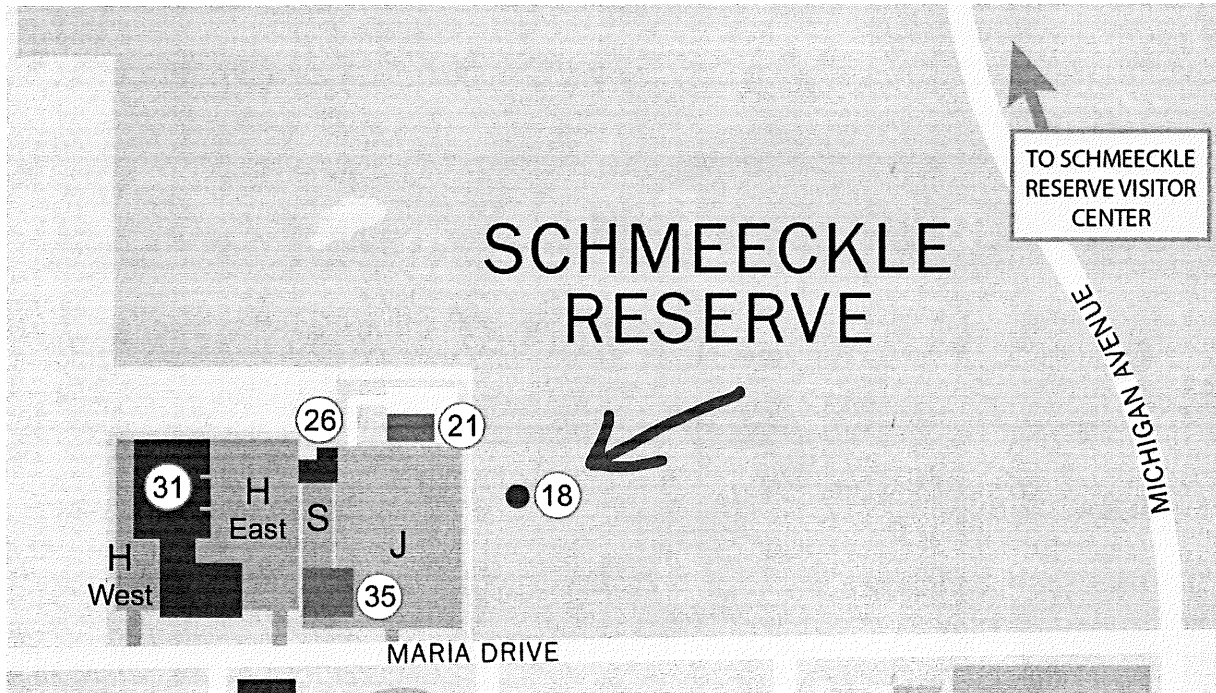 TO SCHMEECKLE
RESERVE VISITOR
CENTER
SCHMEECKLE
RESERVE
MICHIGAN AVENUE
26
21
31
H
East
S
J
18
H
West
35
MARIA DRIVE